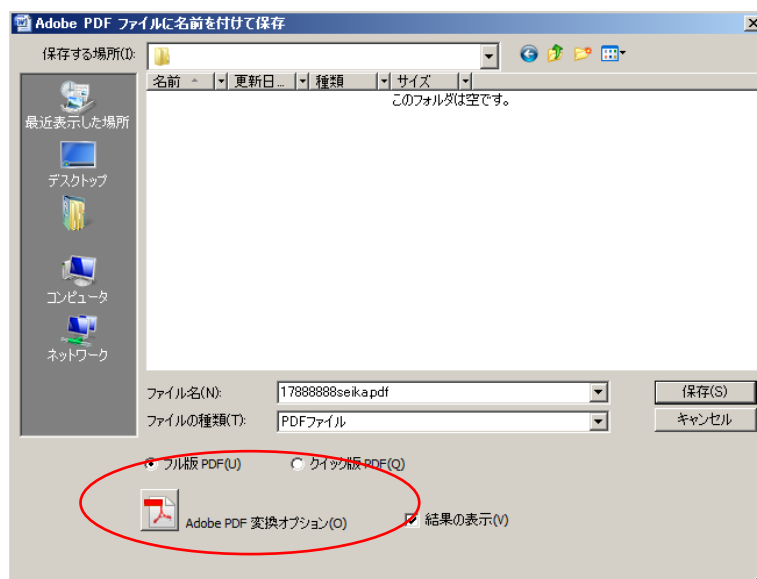 Adobe PDF ファイルに名前を付けて保存
保存する場所(I):
名前 更新日... 種類 サイズ
このフォルダは空です。
最近表示した場所
デスクトップ
コンピュータ
ネットワーク
ファイル名(N): 17888888seika.pdf 保存(S)
ファイルの種類(T): PDFファイル キャンセル
フル版 PDF(U) クイック版 PDF(Q)
Adobe PDF 変換オプション(O) 結果の表示(V)